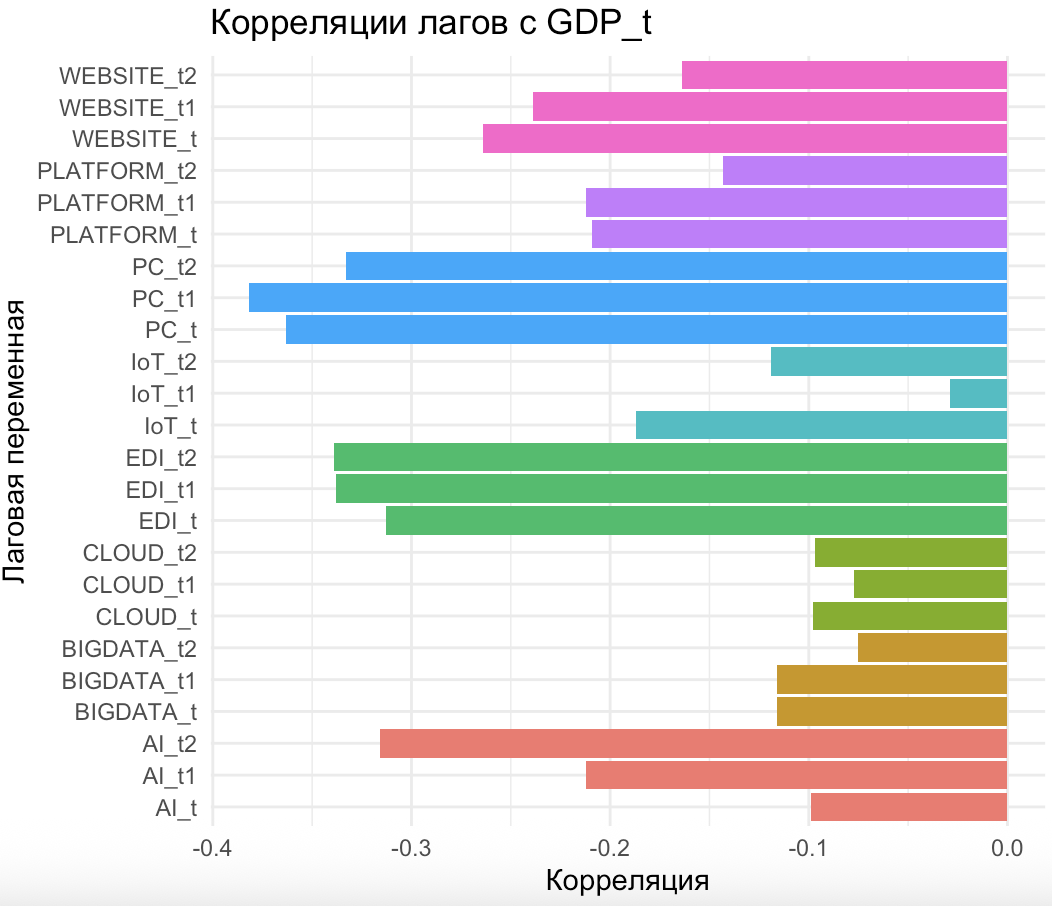 Корреляции лагов с GDP_t
WEBSITE_t2
WEBSITE_t1
WEBSITE_t
PLATFORM_t2
PLATFORM_t1
PLATFORM_t
PC_t2
PC_t1
PC_t
IoT_t2
IoT_t1
IoT_t
EDI_t2
EDI_t1
EDI_t
CLOUD_t2
CLOUD_t1
CLOUD_t
BIGDATA_t2
BIGDATA_t1
BIGDATA_t
AI_t2
AI_t1
AI_t
Лаговая переменная
-0.4 -0.3 -0.2 -0.1 0.0
Корреляция